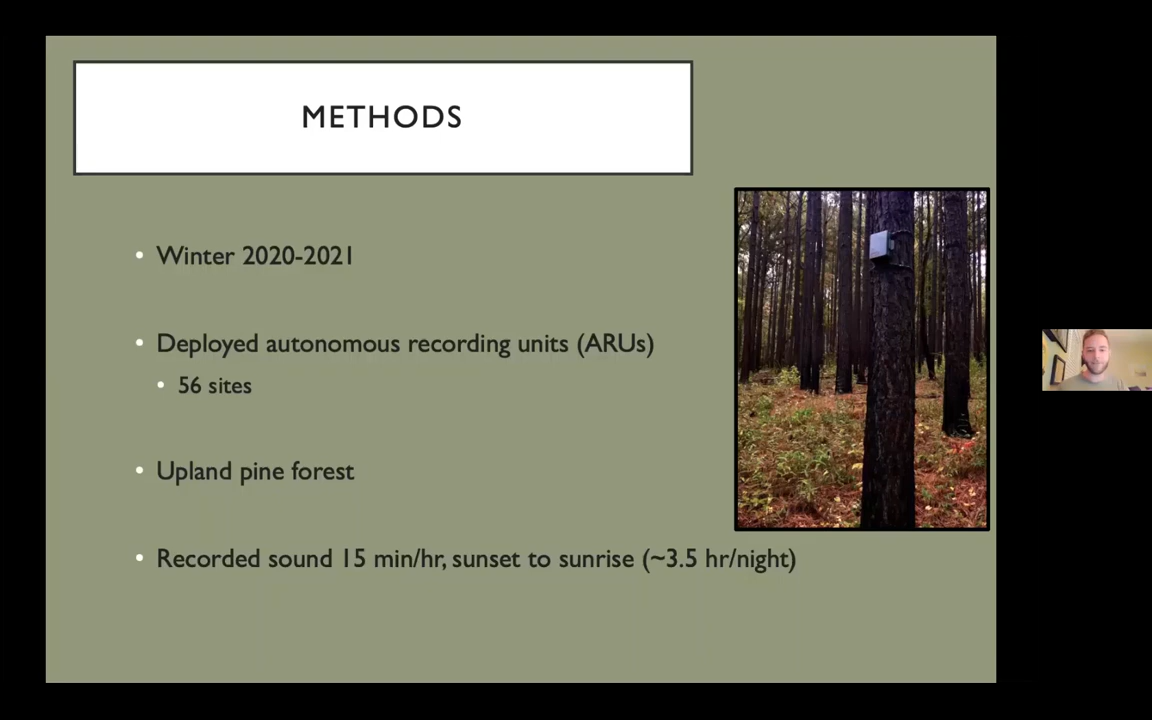 METHODS
• Winter 2020-2021
• Deployed autonomous recording units (ARUs)
• 56 sites
• Upland pine forest
• Recorded sound 15 min/hr, sunset to sunrise (~3.5 hr/night)